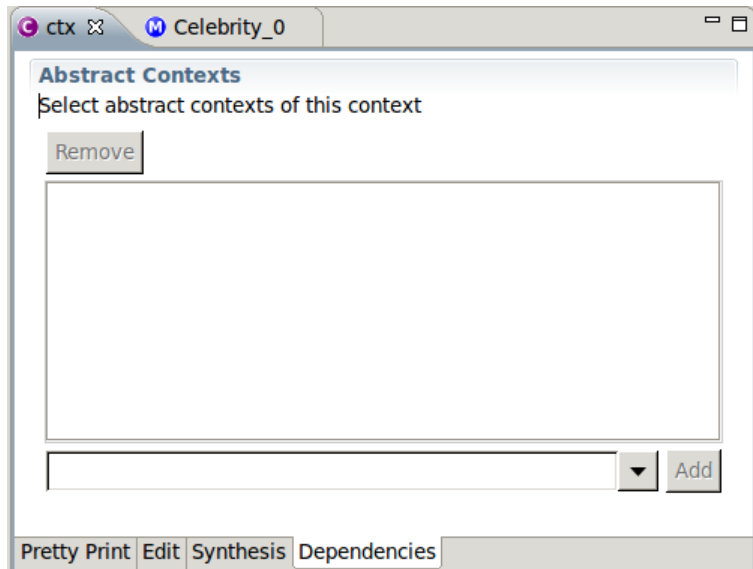 C ctx M Celebrity_0
Abstract Contexts
Select abstract contexts of this context
Remove
Add
Pretty Print Edit Synthesis Dependencies